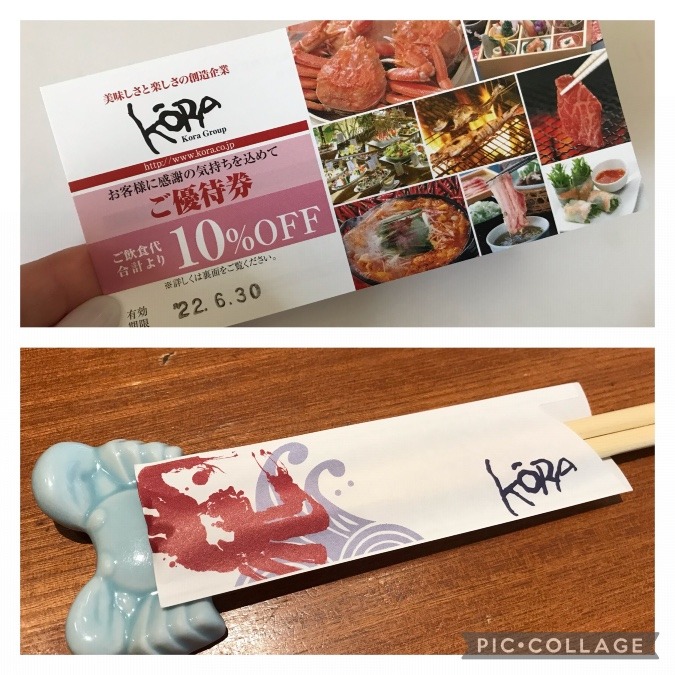 美味しさと楽しさの創造企業
KōRA
Kora Group
http://www.kora.co.jp
お客様に感謝の気持ちを込めて
ご優待券
ご飲食代
合計より
10%OFF
※詳しくは裏面をご覧ください。
有効
期限
'22.6.30
KōRA
PIC•COLLAGE